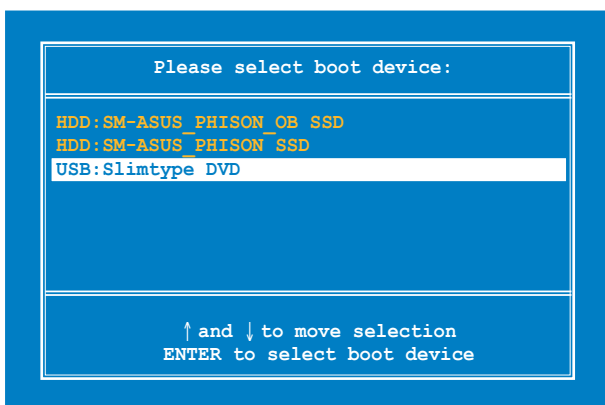 Please select boot device:
HDD:SM-ASUS_PHISON_OB SSD
HDD:SM-ASUS_PHISON SSD
USB:Slimtype DVD
↑ and ↓ to move selection
ENTER to select boot device